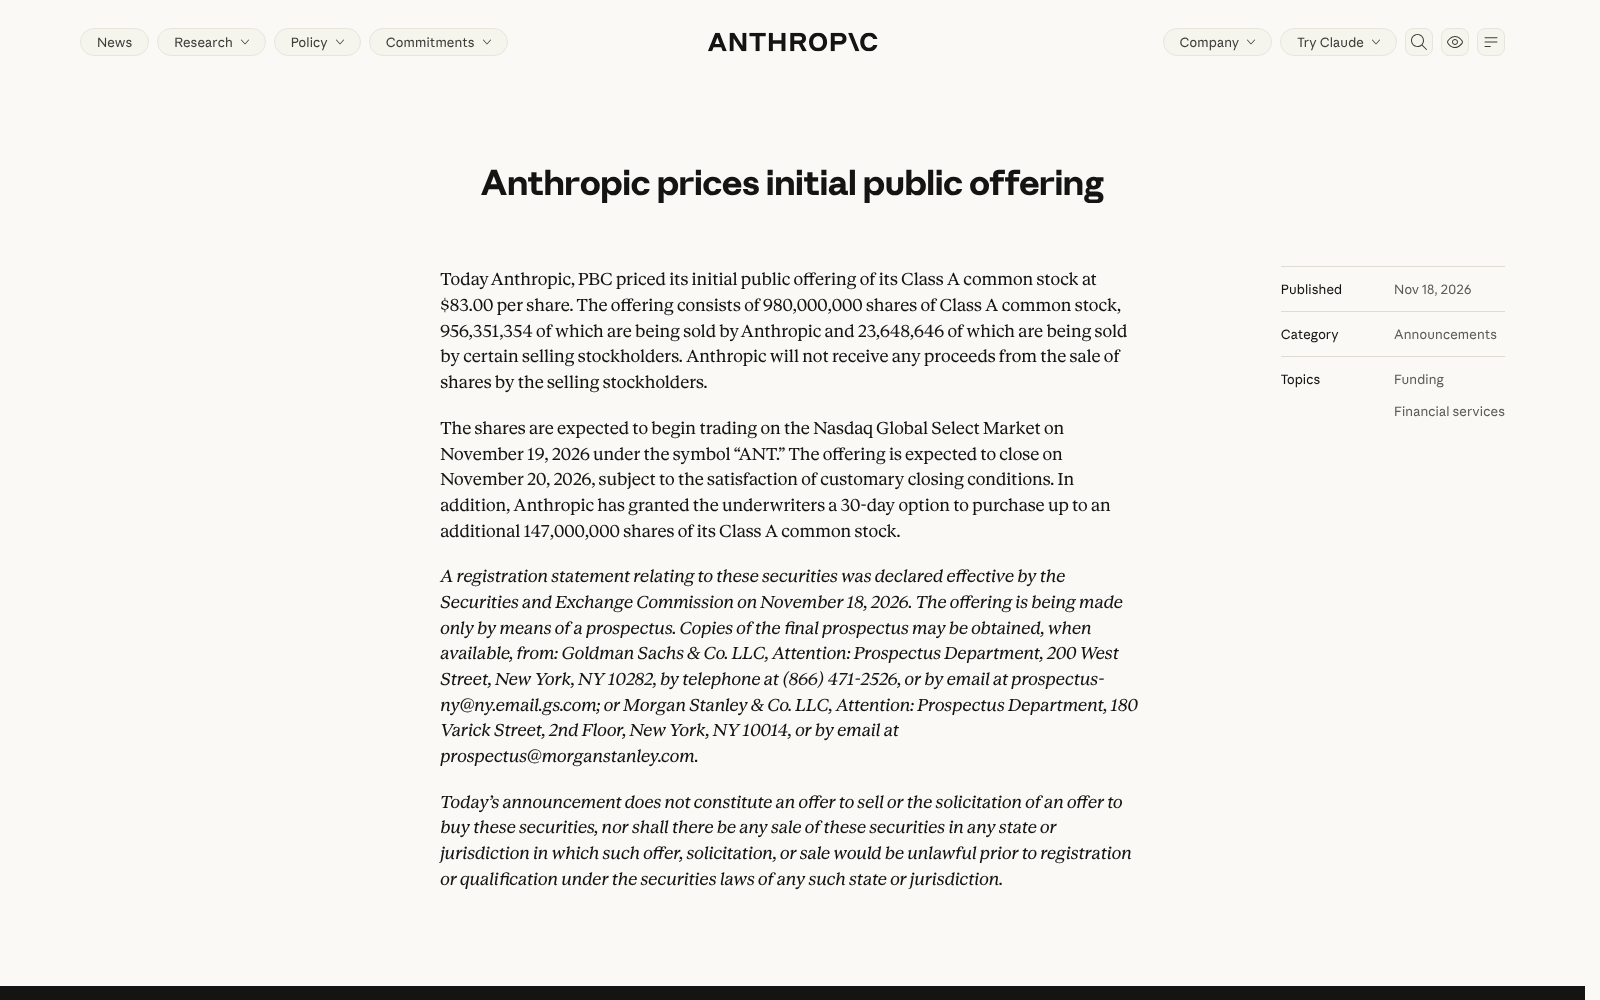 News
Research
Policy
Commitments
ANTHROP\C
Company
Try Claude
Anthropic prices initial public offering
Today Anthropic, PBC priced its initial public offering of its Class A common stock at
$83.00 per share. The offering consists of 980,000,000 shares of Class A common stock,
956,351,354 of which are being sold by Anthropic and 23,648,646 of which are being sold
by certain selling stockholders. Anthropic will not receive any proceeds from the sale of
shares by the selling stockholders.
The shares are expected to begin trading on the Nasdaq Global Select Market on
November 19, 2026 under the symbol “ANT.” The offering is expected to close on
November 20, 2026, subject to the satisfaction of customary closing conditions. In
addition, Anthropic has granted the underwriters a 30-day option to purchase up to an
additional 147,000,000 shares of its Class A common stock.
A registration statement relating to these securities was declared effective by the
Securities and Exchange Commission on November 18, 2026. The offering is being made
only by means of a prospectus. Copies of the final prospectus may be obtained, when
available, from: Goldman Sachs & Co. LLC, Attention: Prospectus Department, 200 West
Street, New York, NY 10282, by telephone at (866) 471-2526, or by email at prospectus-
ny@ny.email.gs.com; or Morgan Stanley & Co. LLC, Attention: Prospectus Department, 180
Varick Street, 2nd Floor, New York, NY 10014, or by email at
prospectus@morganstanley.com.
Today’s announcement does not constitute an offer to sell or the solicitation of an offer to
buy these securities, nor shall there be any sale of these securities in any state or
jurisdiction in which such offer, solicitation, or sale would be unlawful prior to registration
or qualification under the securities laws of any such state or jurisdiction.
Published Nov 18, 2026
Category Announcements
Topics Funding
Financial services